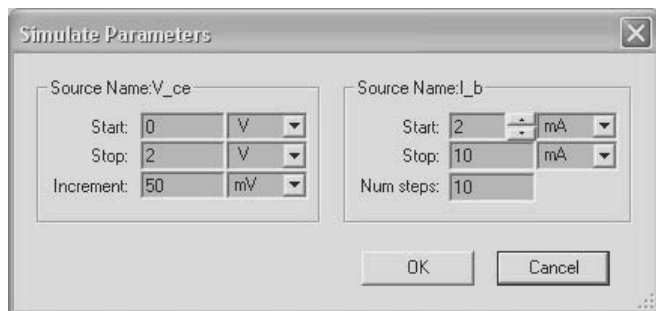 Simulate Parameters
Source Name:V_ce
Start: 0 V
Stop: 2 V
Increment: 50 mV
Source Name:I_b
Start: 2 mA
Stop: 10 mA
Num steps: 10
OK Cancel